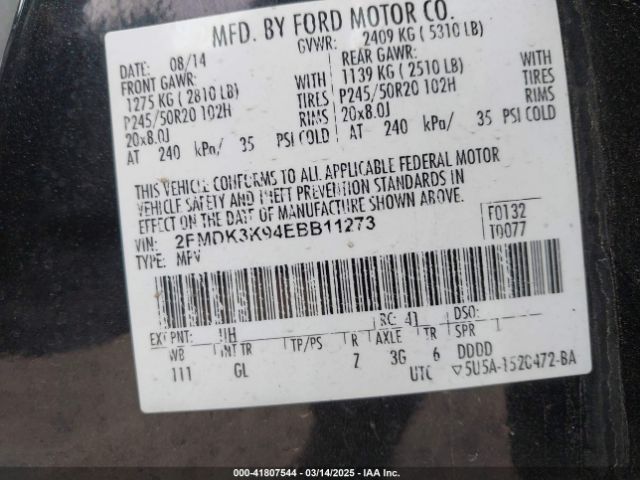 MFD. BY FORD MOTOR CO.
DATE: 08/14 GVWR: 2409 KG ( 5310 LB)
FRONT GAWR: REAR GAWR:
1275 KG ( 2810 LB) WITH 1139 KG ( 2510 LB) WITH
P245/50R20 102H TIRES P245/50R20 102H TIRES
20x8.0J RIMS 20x8.0J RIMS
AT 240 kPa/ 35 PSI COLD AT 240 kPa/ 35 PSI COLD
THIS VEHICLE CONFORMS TO ALL APPLICABLE FEDERAL MOTOR
VEHICLE SAFETY AND THEFT PREVENTION STANDARDS IN
EFFECT ON THE DATE OF MANUFACTURE SHOWN ABOVE.
VIN: 2FMDK3K94EBB11273 F0132
TYPE: MPV T0077
EXT PNT: UH RC: 41 DSO:
WB INT TR TP/PS R AXLE TR SPR
111 GL Z 3G 6 DDDD
UTC ▽5U5A-1520472-BA
000-41807544 — 03/14/2025 — IAA Inc.